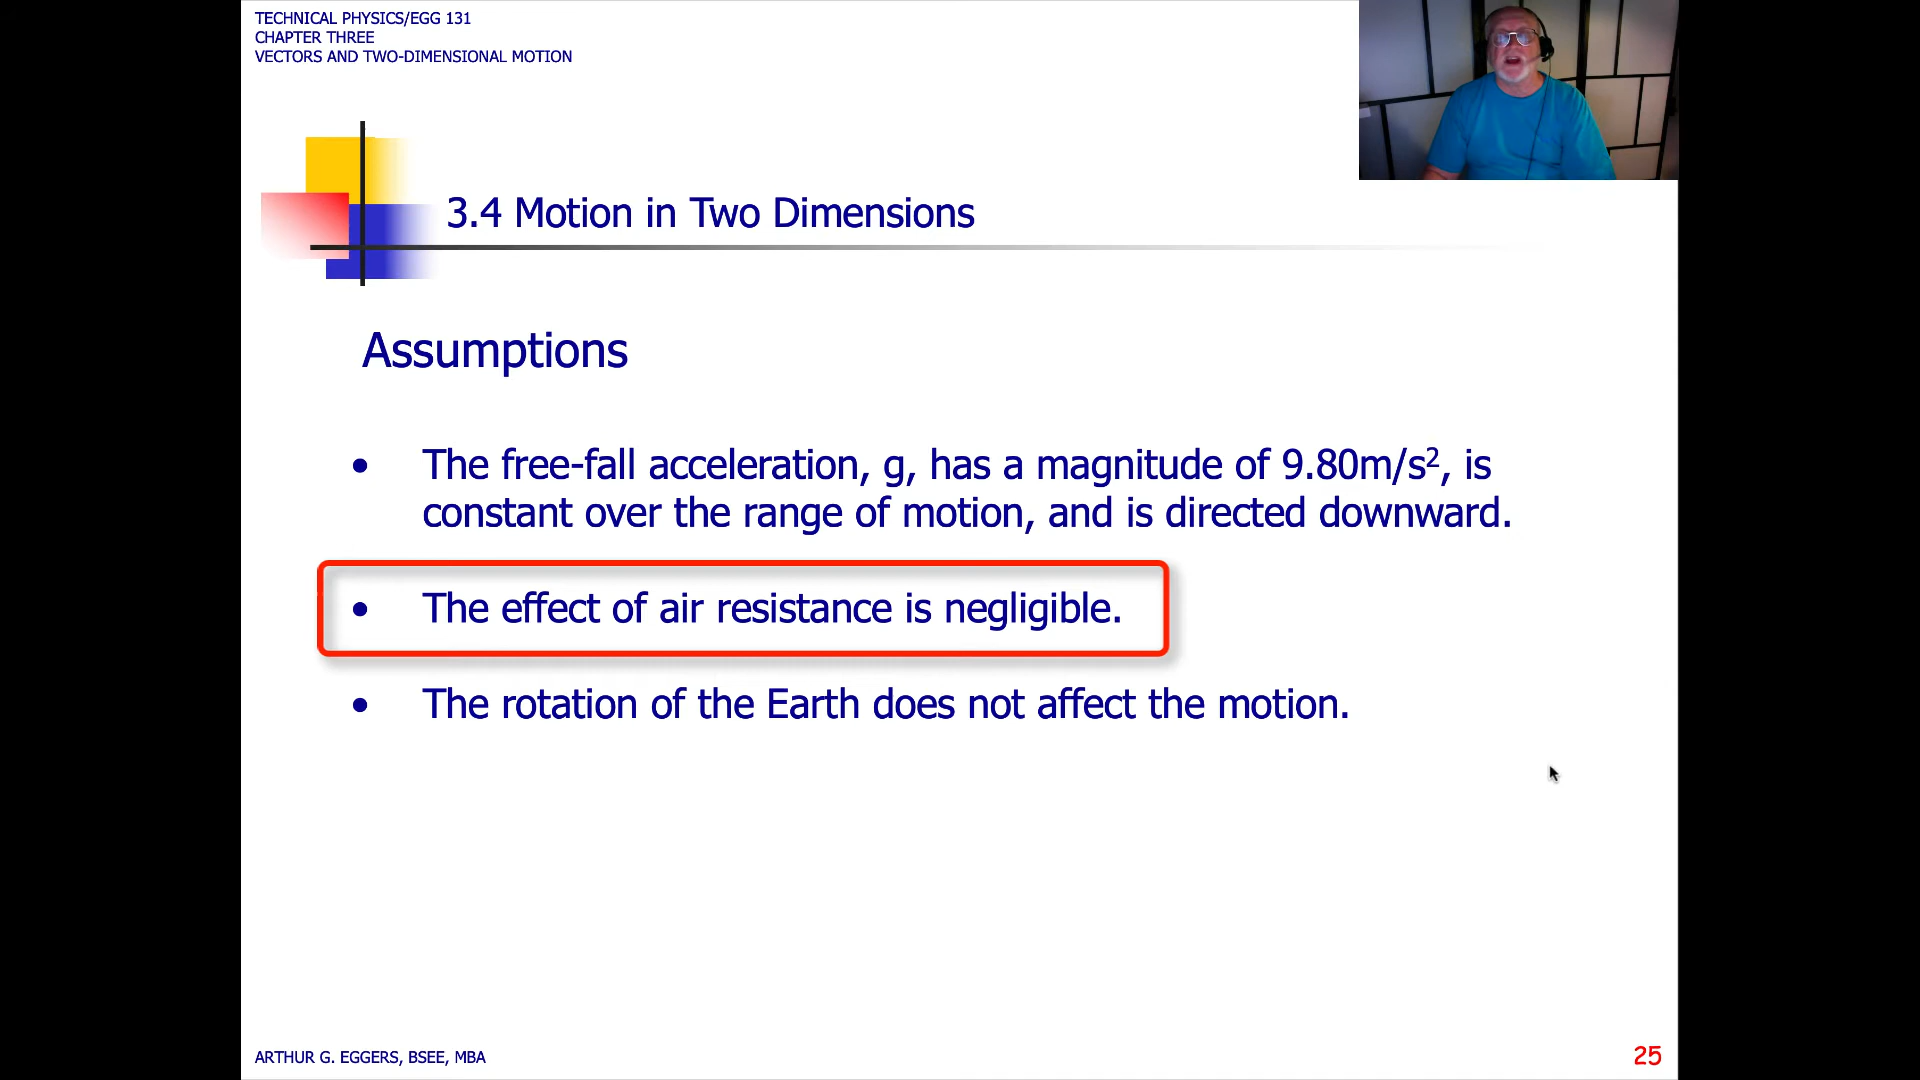 TECHNICAL PHYSICS/EGG 131
CHAPTER THREE
VECTORS AND TWO-DIMENSIONAL MOTION
3.4 Motion in Two Dimensions
Assumptions
• The free-fall acceleration, g, has a magnitude of 9.80m/s², is
constant over the range of motion, and is directed downward.
• The effect of air resistance is negligible.
• The rotation of the Earth does not affect the motion.
ARTHUR G. EGGERS, BSEE, MBA
25